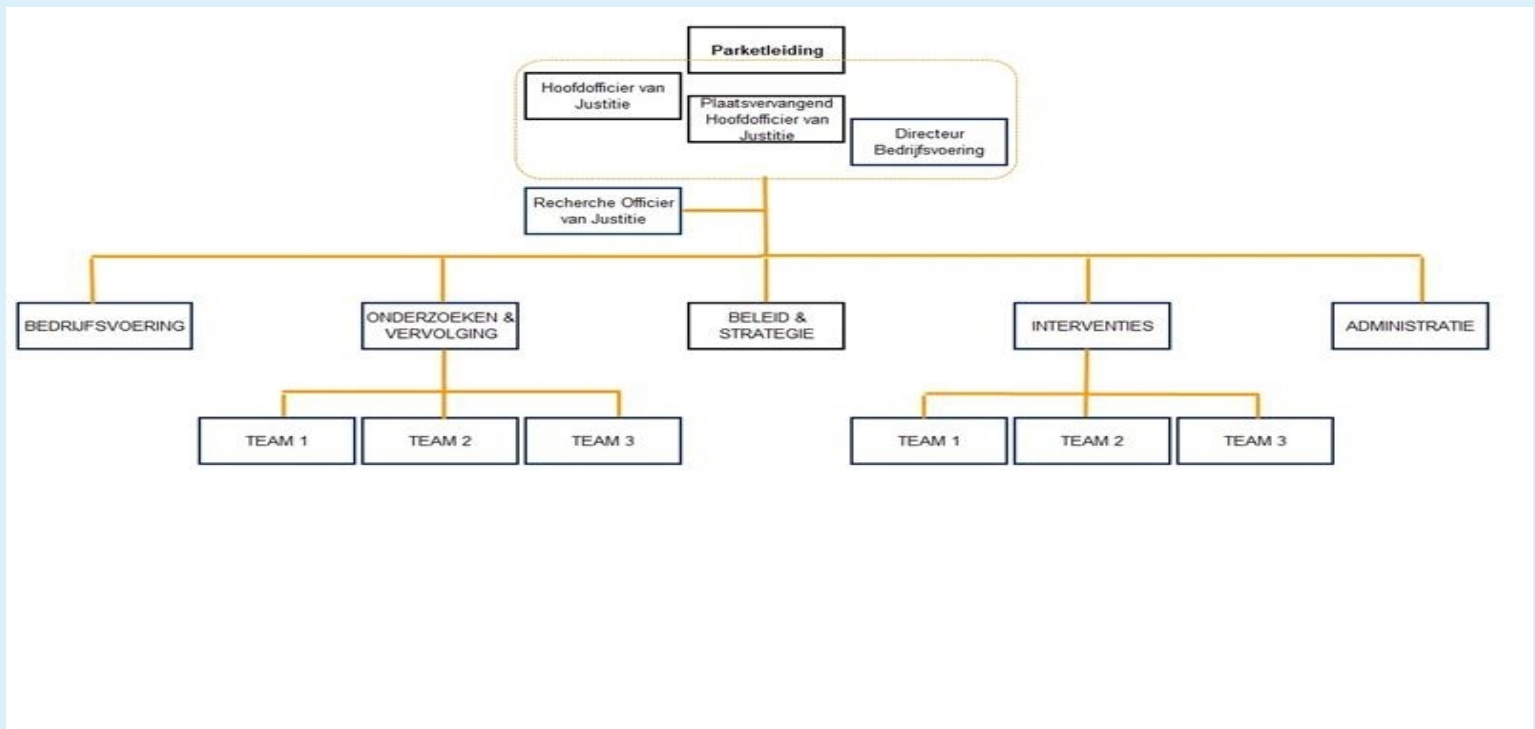 Parketleiding
Hoofdofficier van
Justitie
Plaatsvervangend
Hoofdofficier van
Justitie
Directeur
Bedrijfsvoering
Recherche Officier
van Justitie
BEDRIJFSVOERING
ONDERZOEKEN &
VERVOLGING
BELEID &
STRATEGIE
INTERVENTIES
ADMINISTRATIE
TEAM 1
TEAM 2
TEAM 3
TEAM 1
TEAM 2
TEAM 3